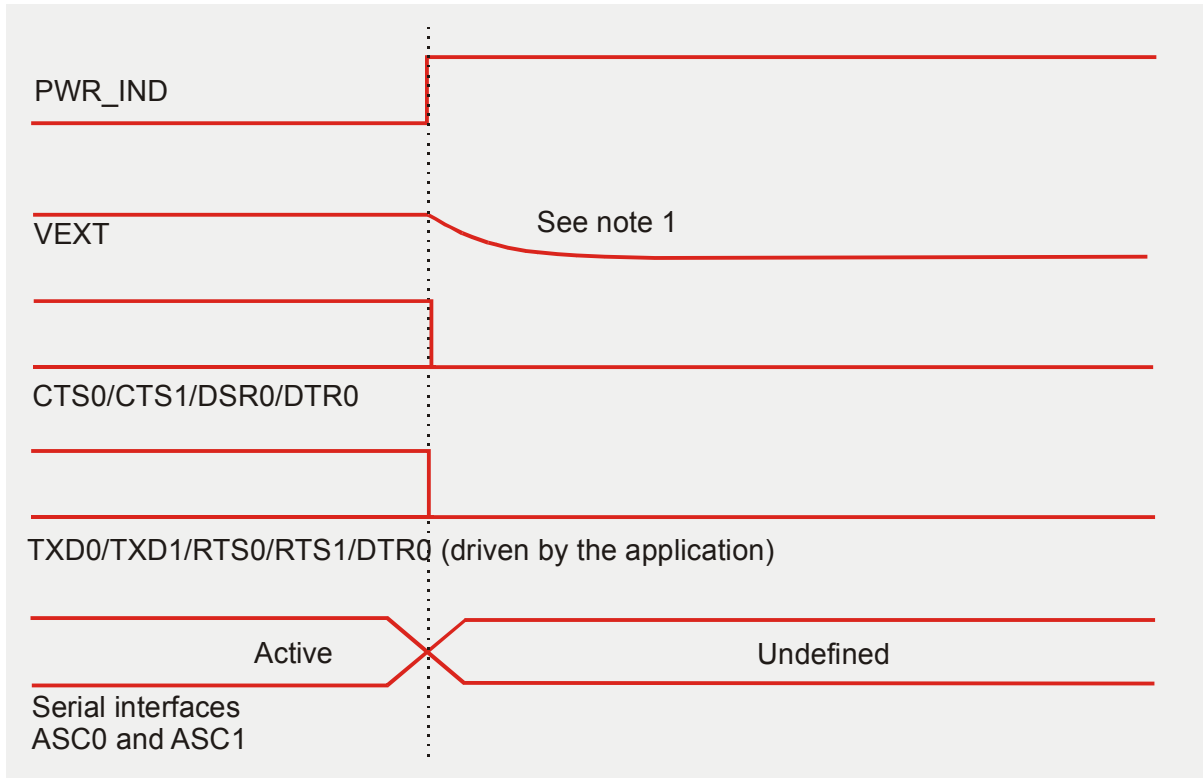 PWR_IND
VEXT
See note 1
CTS0/CTS1/DSR0/DTR0
TXD0/TXD1/RTS0/RTS1/DTR0 (driven by the application)
Active
Undefined
Serial interfaces
ASC0 and ASC1